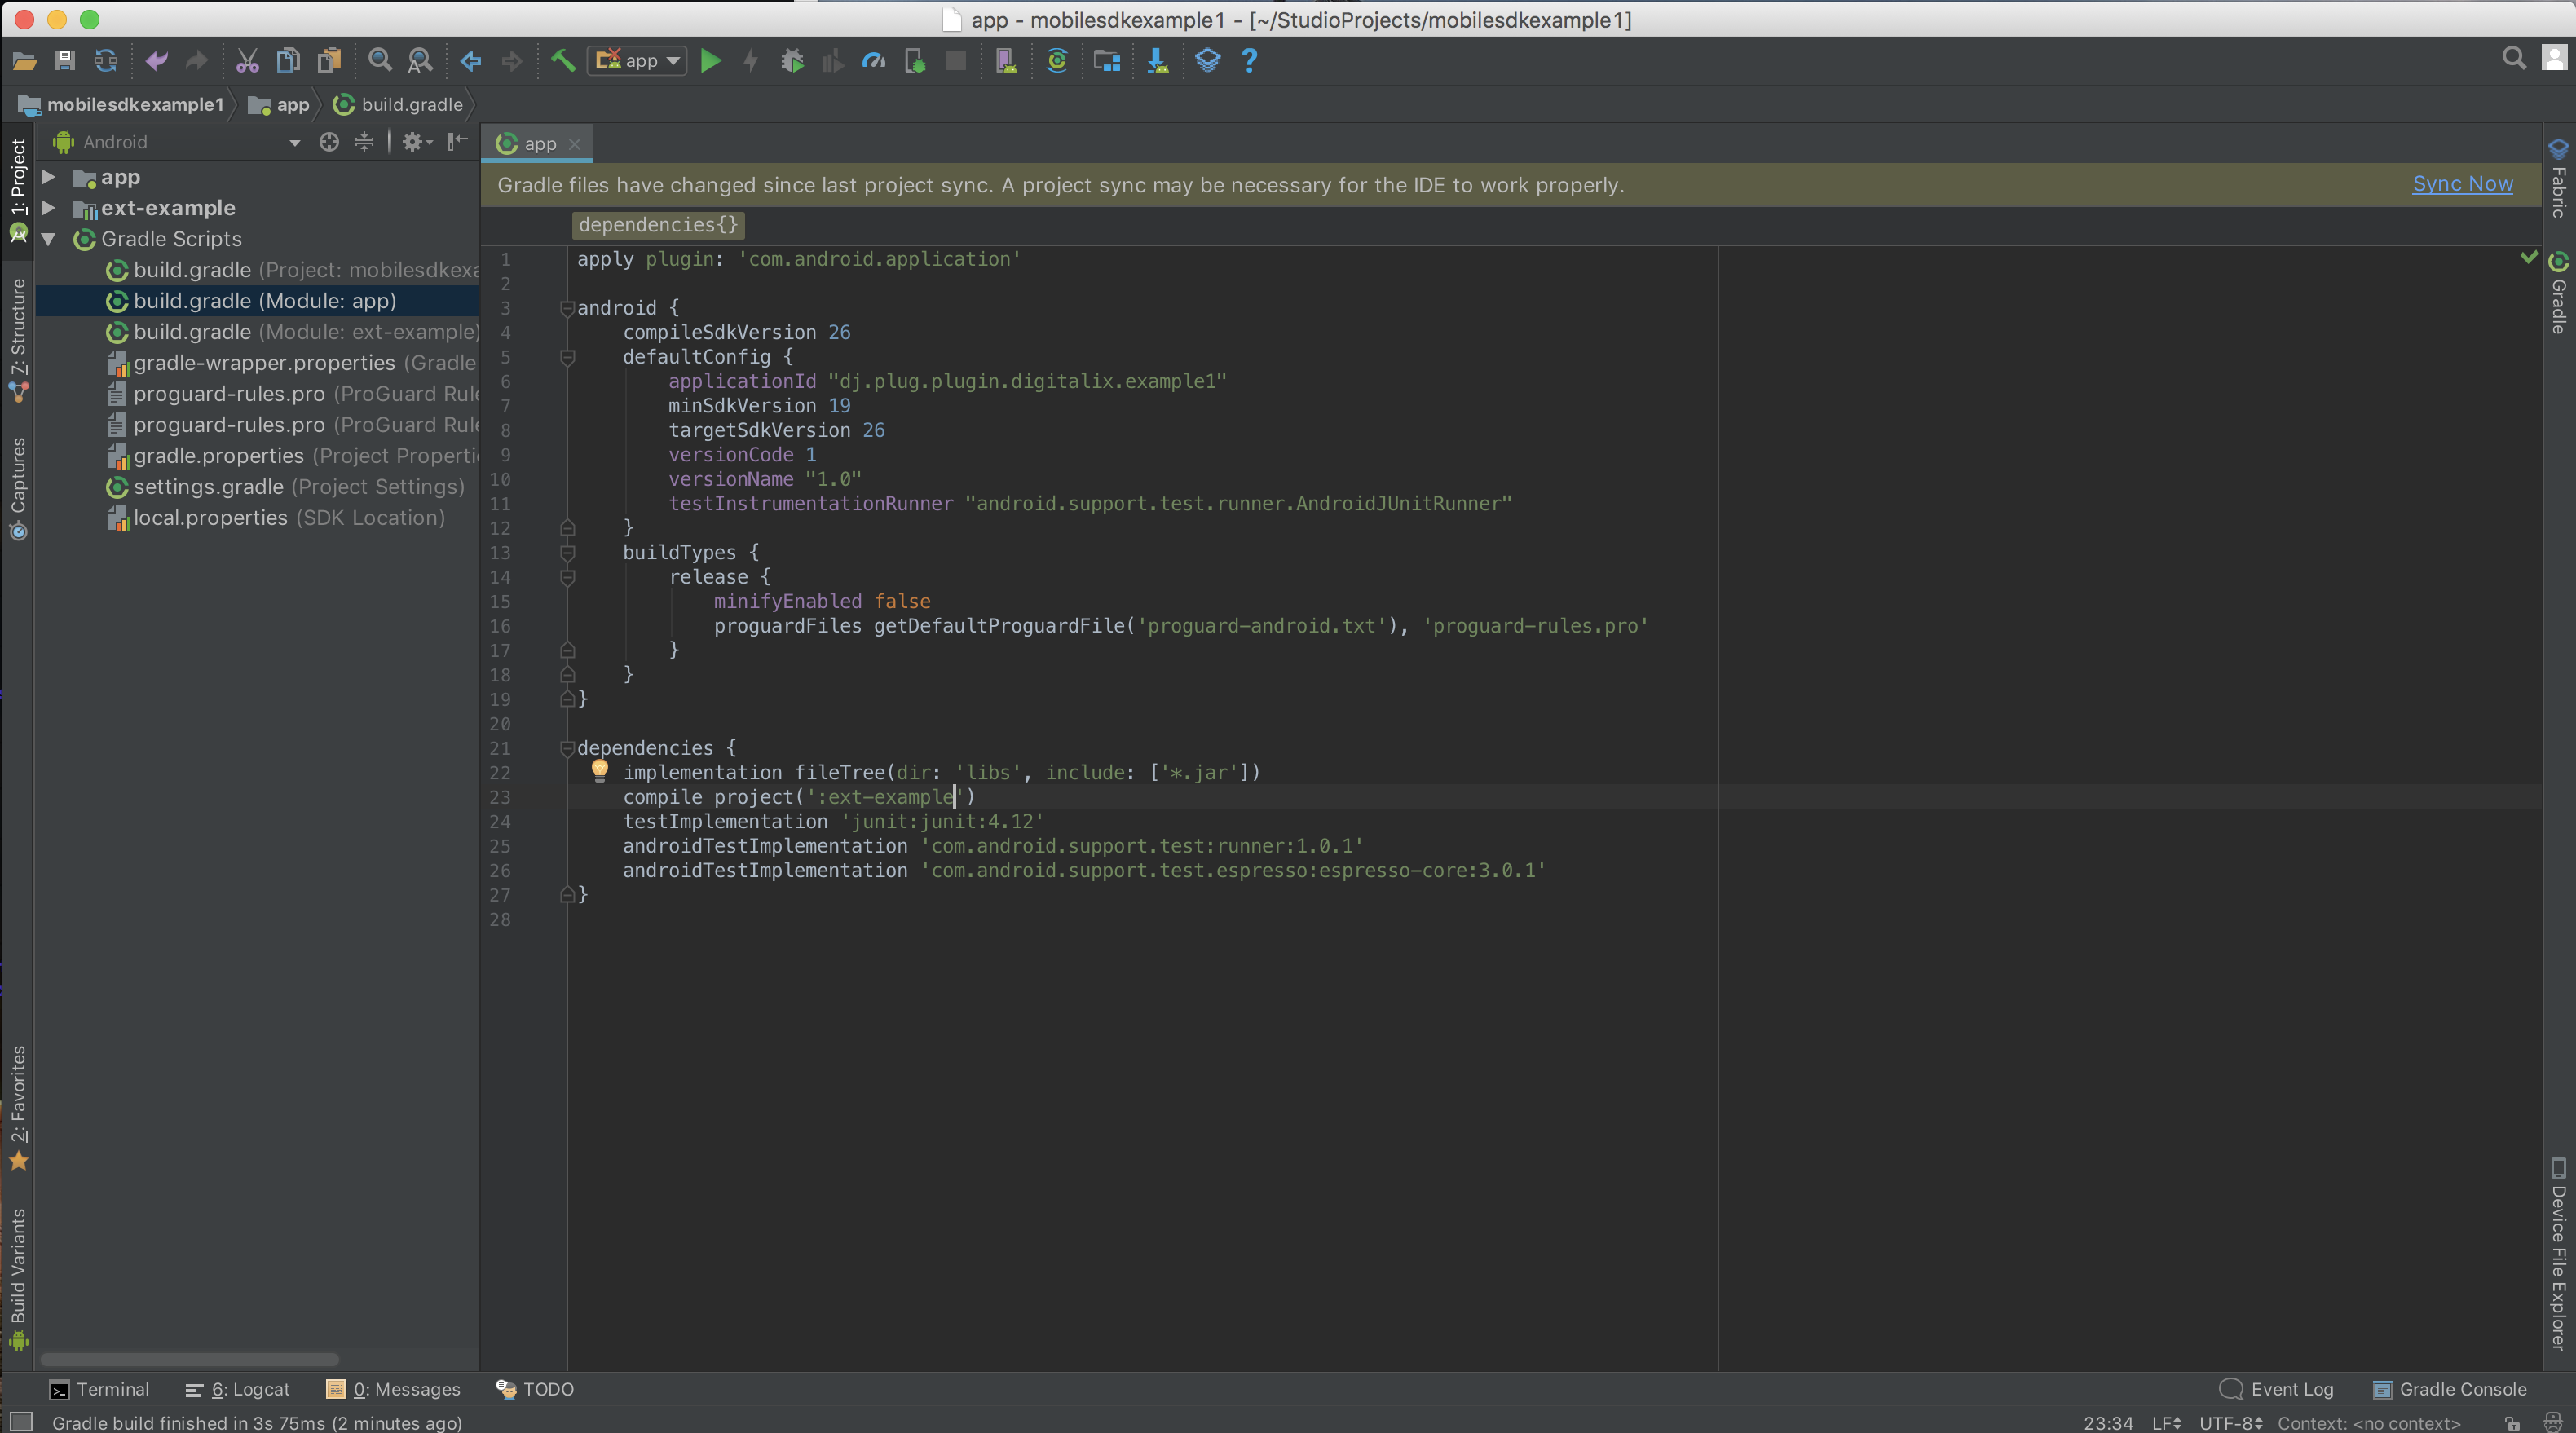 app - mobilesdkexample1 - [~/StudioProjects/mobilesdkexample1]
app
mobilesdkexample1 app build.gradle
Android
app
Gradle files have changed since last project sync. A project sync may be necessary for the IDE to work properly. Sync Now
dependencies{}
1: Project
7: Structure
Captures
2: Favorites
Build Variants
app
ext-example
Gradle Scripts
build.gradle (Project: mobilesdkexa
build.gradle (Module: app)
build.gradle (Module: ext-example)
gradle-wrapper.properties (Gradle
proguard-rules.pro (ProGuard Rule
proguard-rules.pro (ProGuard Rule
gradle.properties (Project Properti
settings.gradle (Project Settings)
local.properties (SDK Location)
1 apply plugin: 'com.android.application'
2
3 android {
4 compileSdkVersion 26
5 defaultConfig {
6 applicationId "dj.plug.plugin.digitalix.example1"
7 minSdkVersion 19
8 targetSdkVersion 26
9 versionCode 1
10 versionName "1.0"
11 testInstrumentationRunner "android.support.test.runner.AndroidJUnitRunner"
12 }
13 buildTypes {
14 release {
15 minifyEnabled false
16 proguardFiles getDefaultProguardFile('proguard-android.txt'), 'proguard-rules.pro'
17 }
18 }
19 }
20
21 dependencies {
22 implementation fileTree(dir: 'libs', include: ['*.jar'])
23 compile project(':ext-example')
24 testImplementation 'junit:junit:4.12'
25 androidTestImplementation 'com.android.support.test:runner:1.0.1'
26 androidTestImplementation 'com.android.support.test.espresso:espresso-core:3.0.1'
27 }
28
Fabric
Gradle
Device File Explorer
Terminal 6: Logcat 0: Messages TODO Event Log Gradle Console
Gradle build finished in 3s 75ms (2 minutes ago) 23:34 LF UTF-8 Context: <no context>